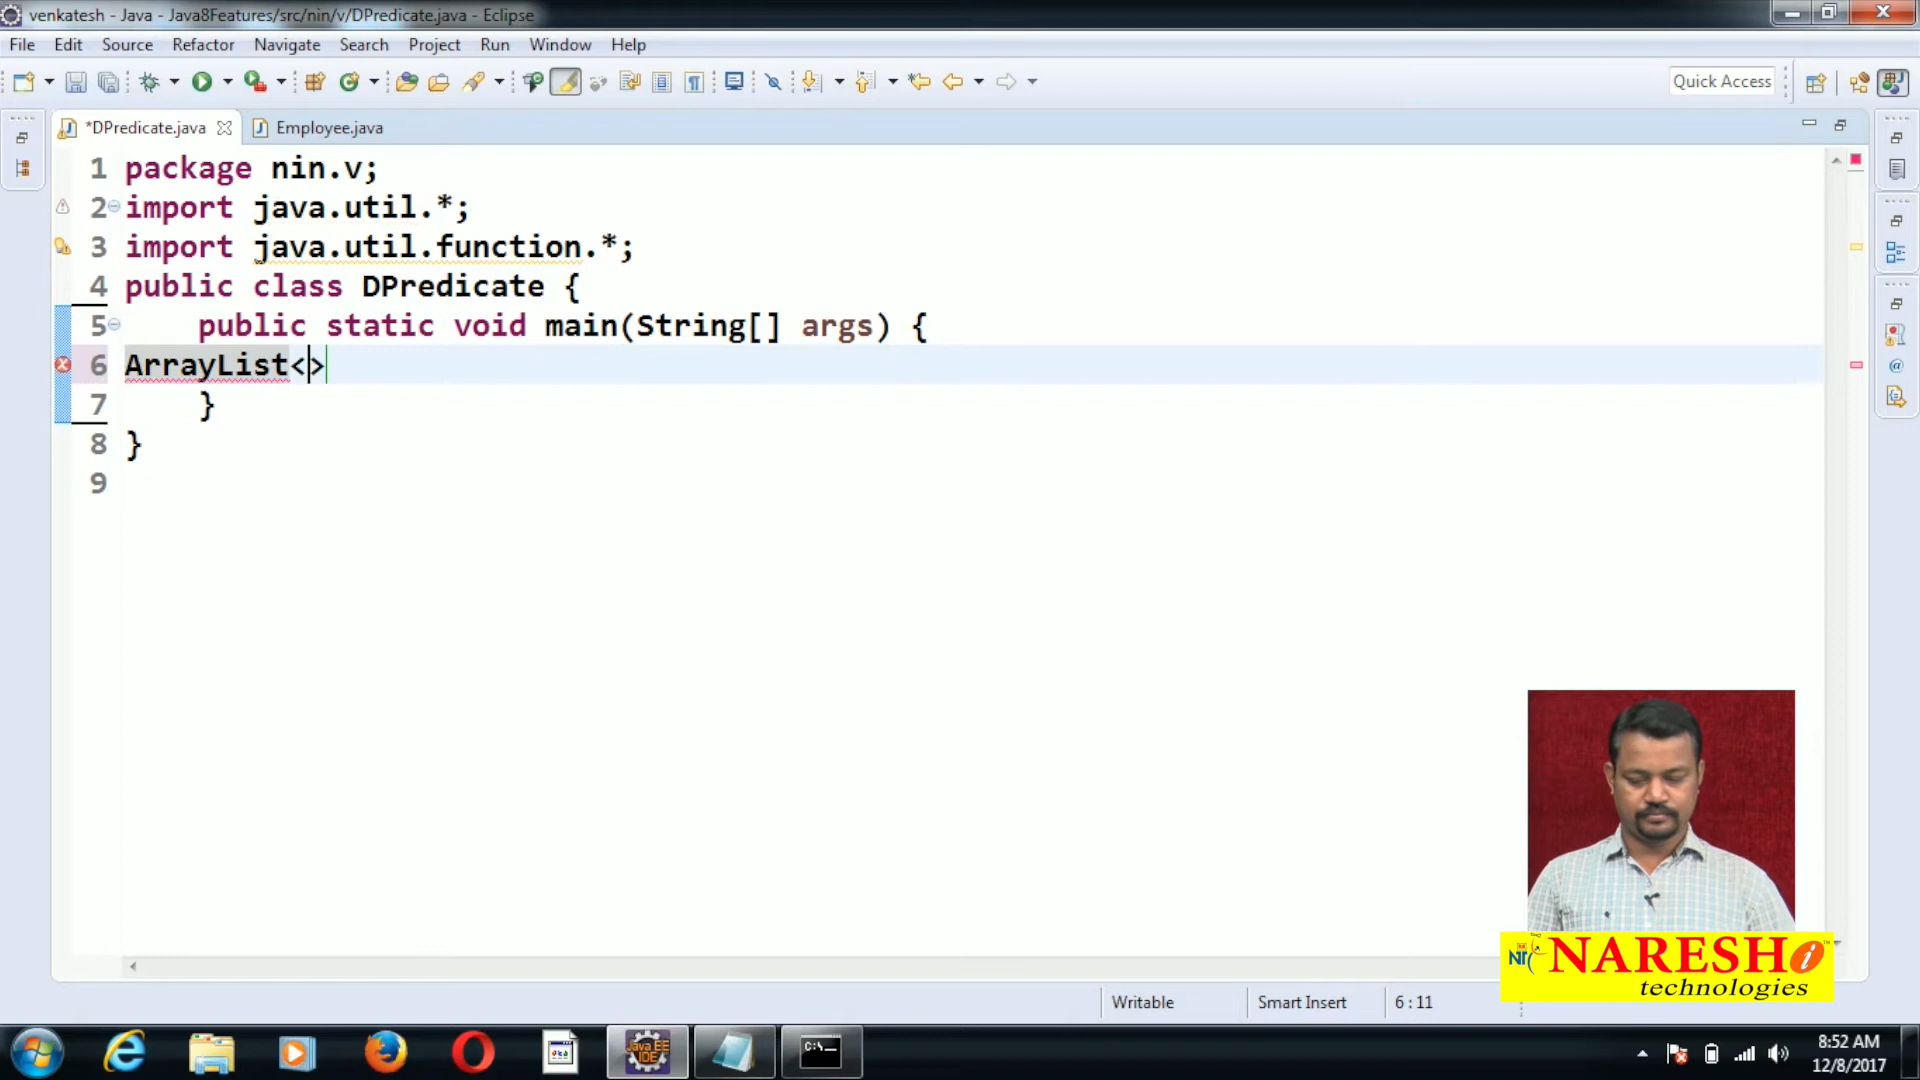 venkatesh - Java - Java8Features/src/nin/v/DPredicate.java - Eclipse
File Edit Source Refactor Navigate Search Project Run Window Help
Quick Access
*DPredicate.java Employee.java
1 package nin.v;
2 import java.util.*;
3 import java.util.function.*;
4 public class DPredicate {
5 public static void main(String[] args) {
6 ArrayList<>
7 }
8 }
9
NARESH i
technologies
Writable Smart Insert 6 : 11
Java EE
IDE
C:\
8:52 AM
12/8/2017